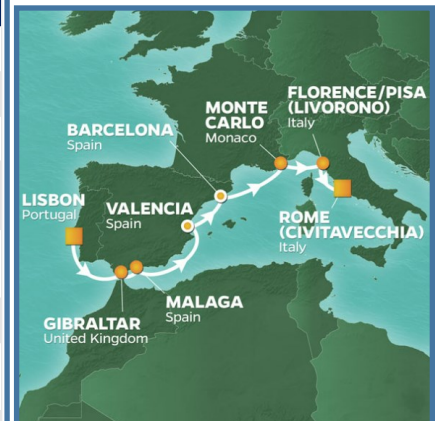 FLORENCE/PISA
(LIVORONO)
Italy
MONTE
CARLO
Monaco
BARCELONA
Spain
LISBON
Portugal
VALENCIA
Spain
ROME
(CIVITAVECCHIA)
Italy
MALAGA
Spain
GIBRALTAR
United Kingdom